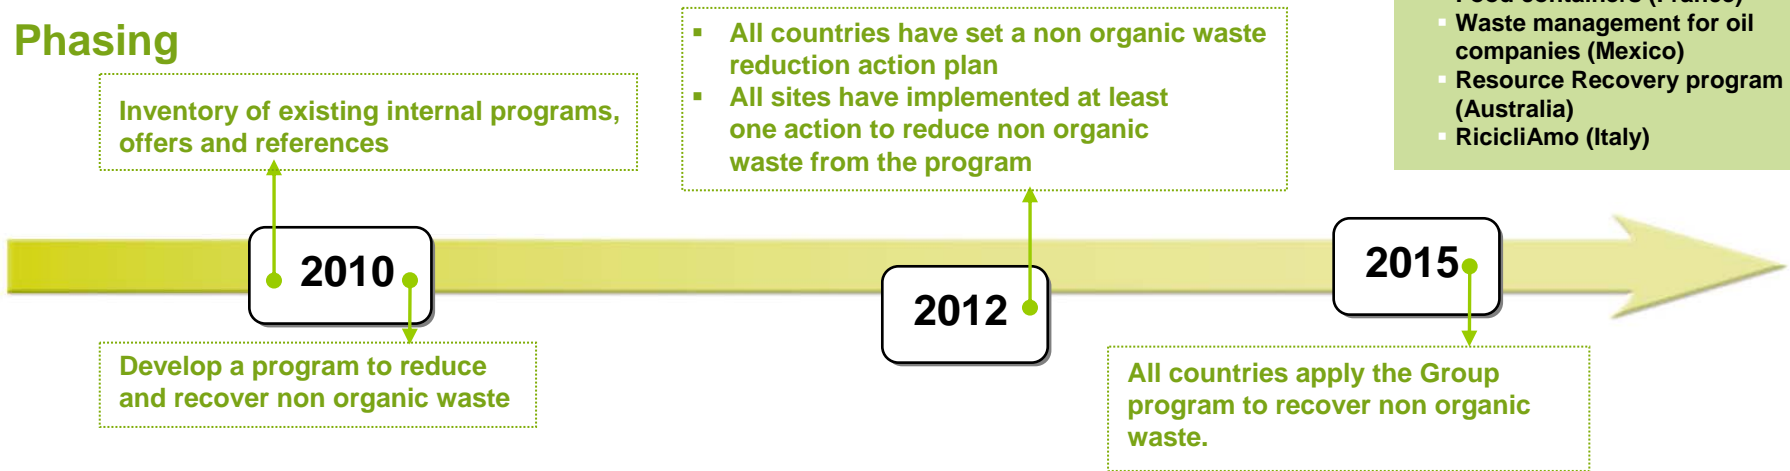 Phasing
Inventory of existing internal programs,
offers and references
▪ All countries have set a non organic waste
reduction action plan
▪ All sites have implemented at least
one action to reduce non organic
waste from the program
Food containers (France)
▪ Waste management for oil
companies (Mexico)
▪ Resource Recovery program
(Australia)
▪ RicicliAmo (Italy)
2010
2012
2015
Develop a program to reduce
and recover non organic waste
All countries apply the Group
program to recover non organic
waste.